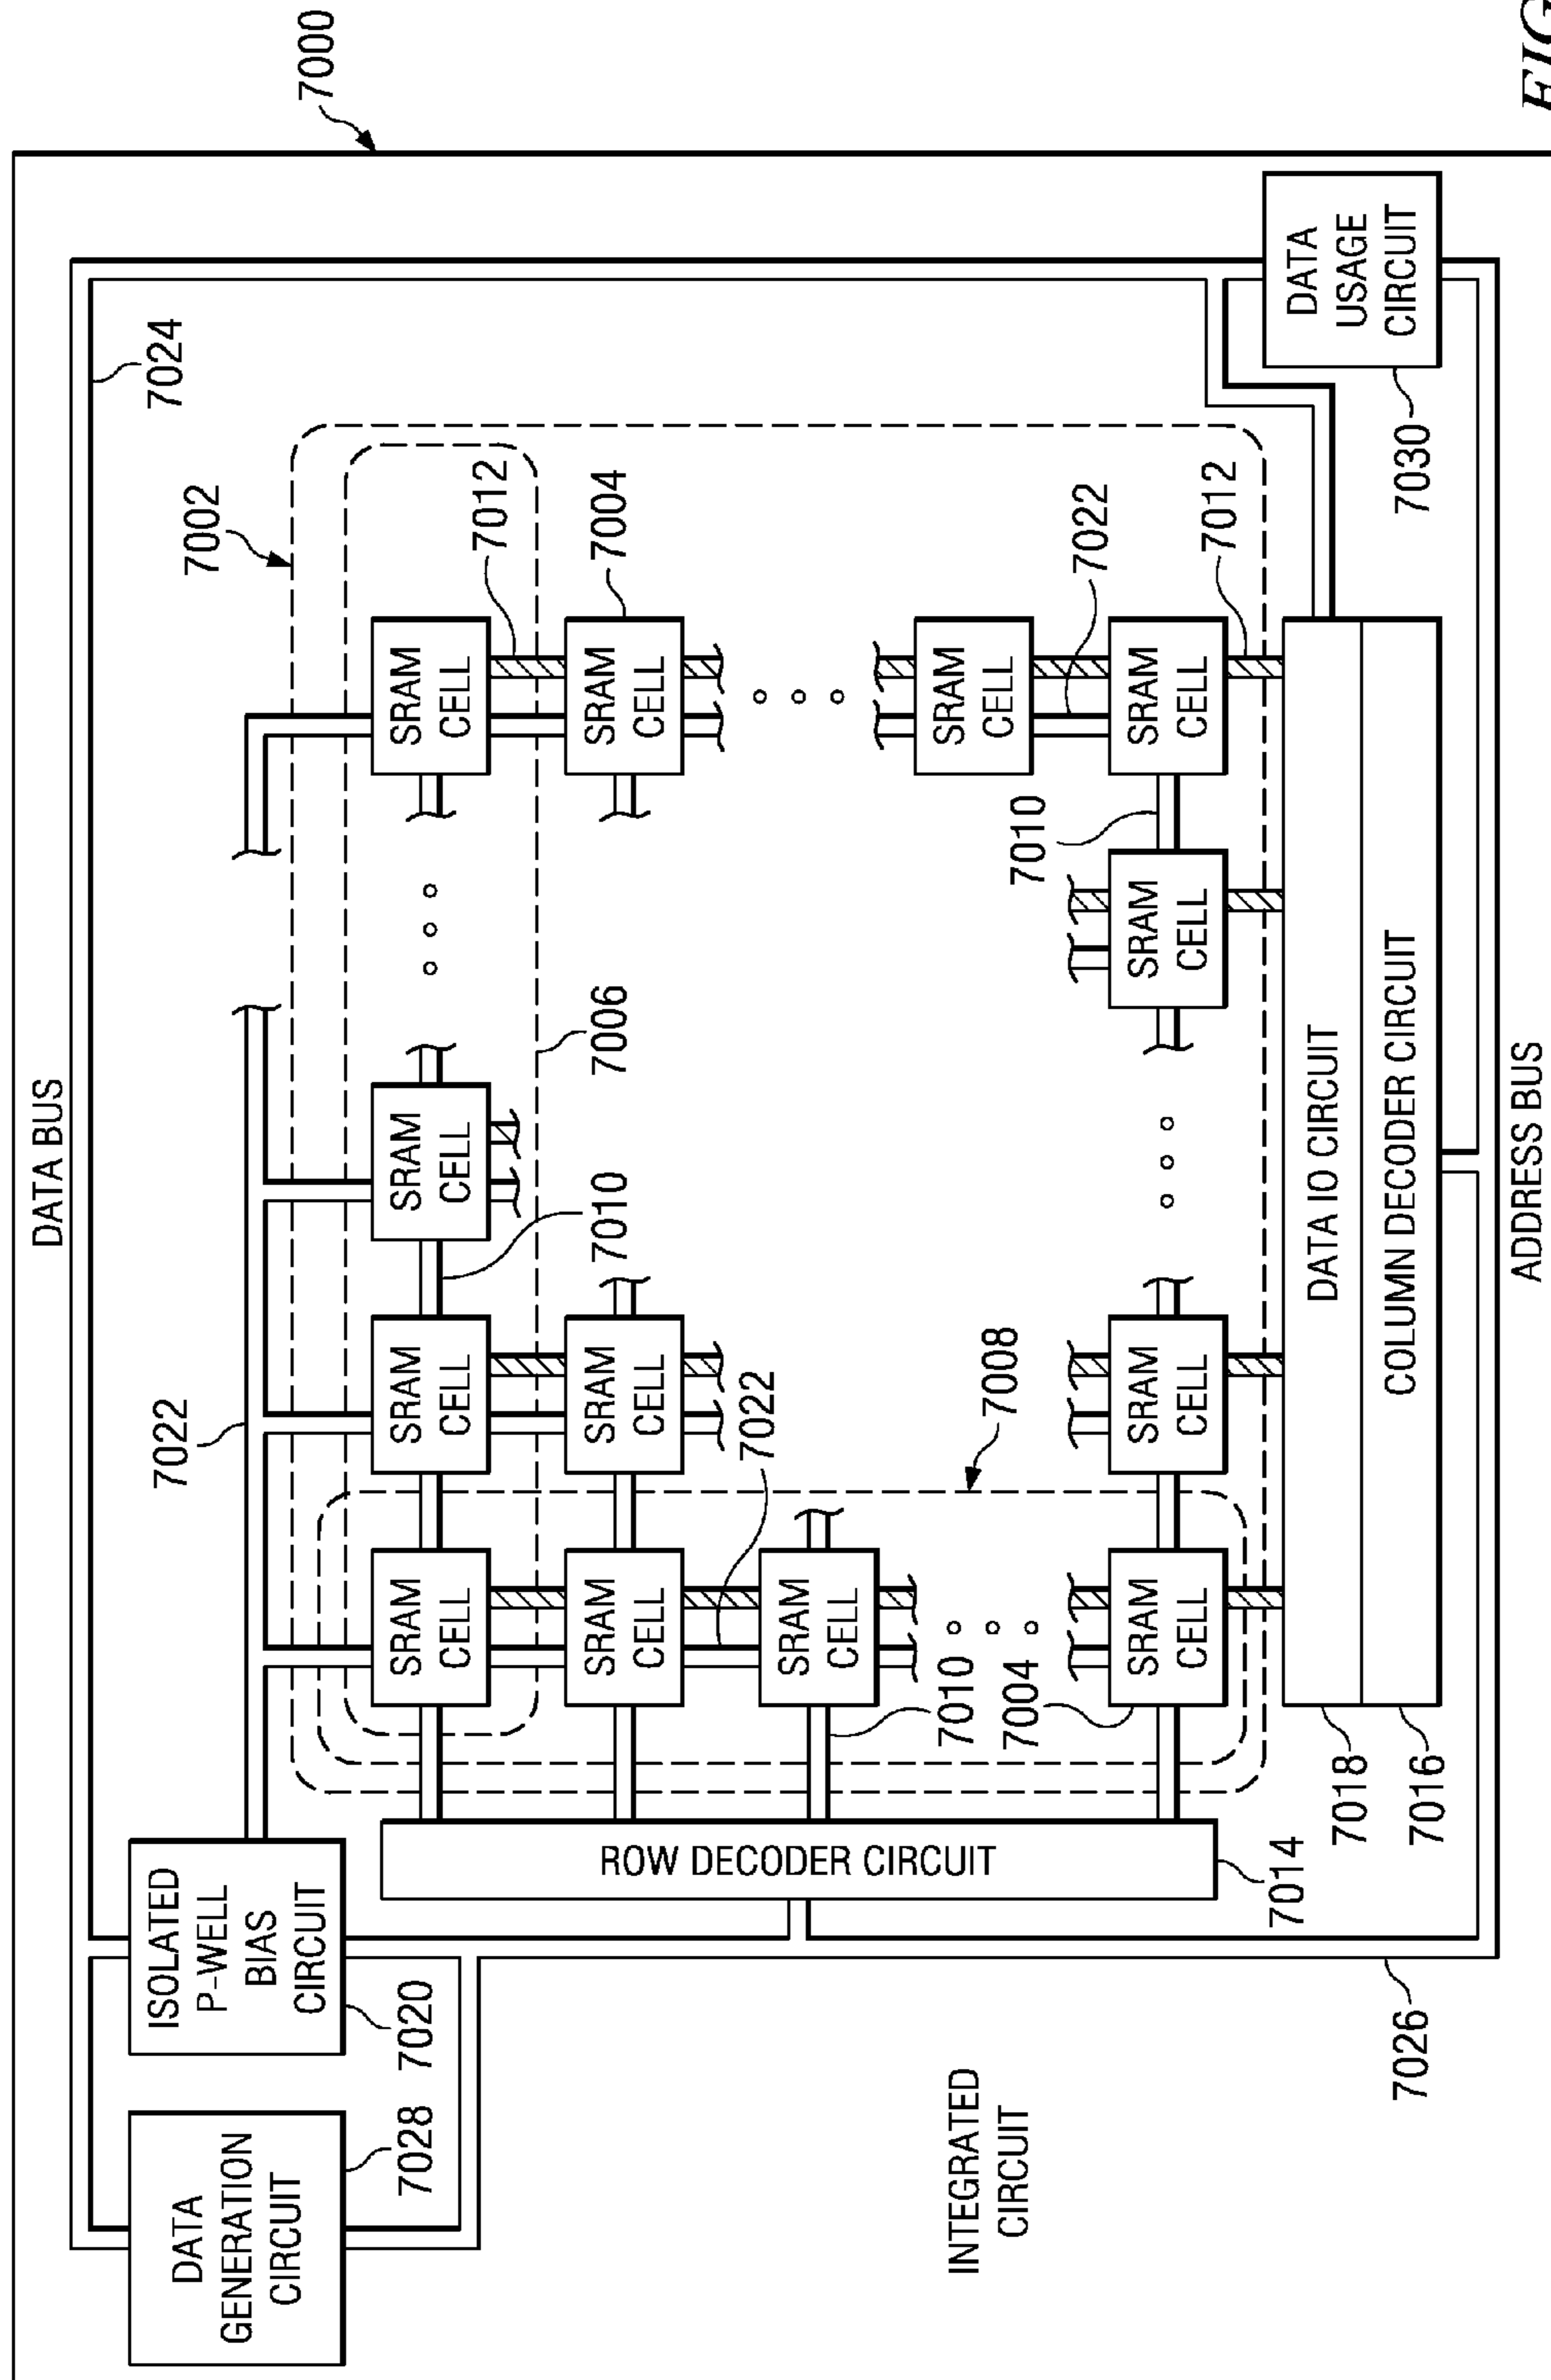 DATA BUS
7024
DATA
GENERATION
CIRCUIT
7028
ISOLATED
P-WELL
BIAS
CIRCUIT
7020
7022
7002
7000
SRAM
CELL
SRAM
CELL
SRAM
CELL
SRAM
CELL
7012
7010
7006
SRAM
CELL
SRAM
CELL
SRAM
CELL
7004
ROW DECODER CIRCUIT
7022
SRAM
CELL
7010
7004
7008
SRAM
CELL
7010
7022
SRAM
CELL
SRAM
CELL
SRAM
CELL
SRAM
CELL
7012
INTEGRATED
CIRCUIT
7014
DATA IO CIRCUIT
7018
COLUMN DECODER CIRCUIT
7016
DATA
USAGE
CIRCUIT
7030
7026
ADDRESS BUS
FIG